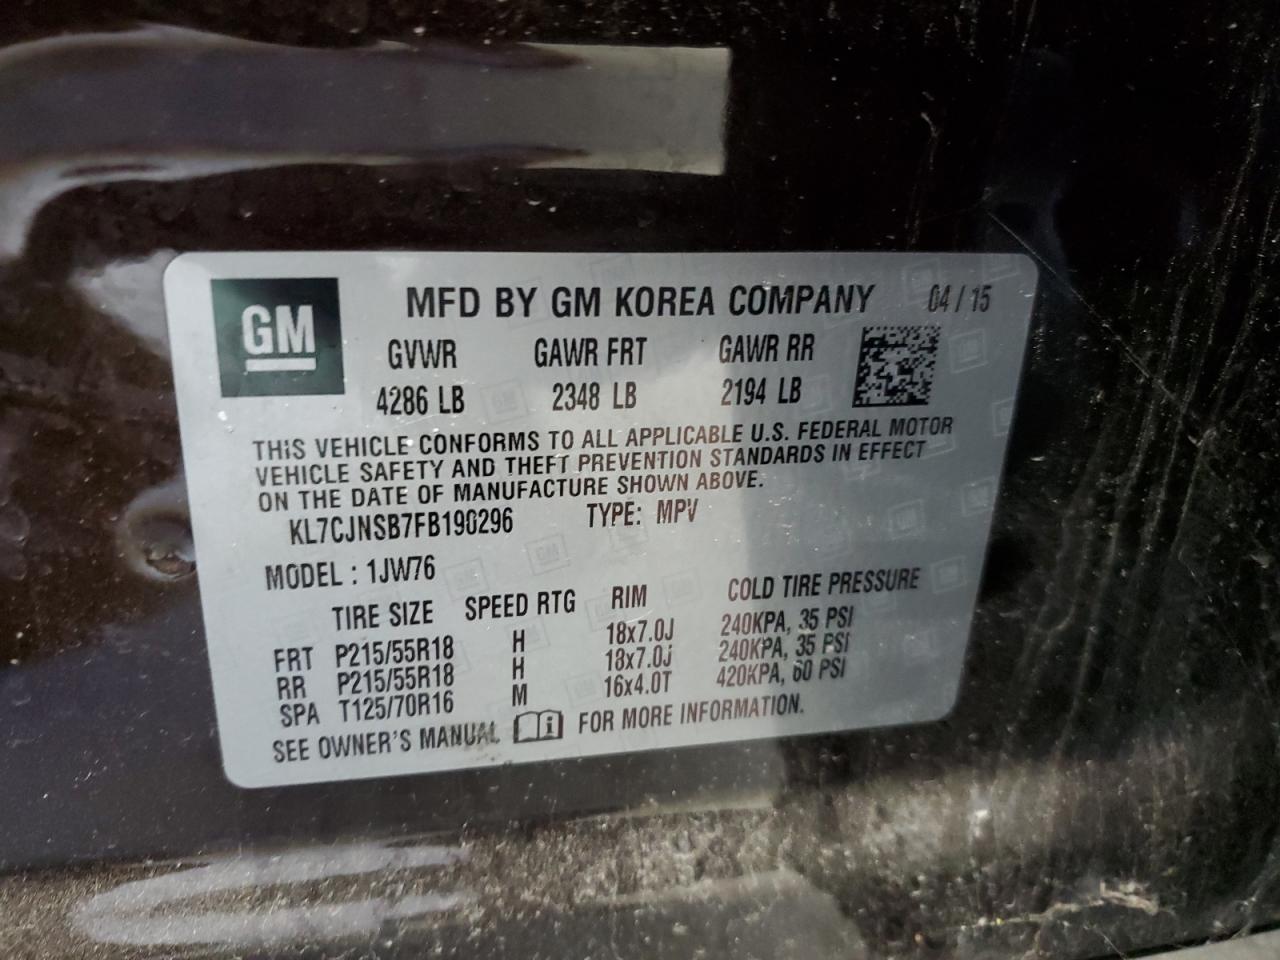 GM
MFD BY GM KOREA COMPANY 04 / 15
GVWR GAWR FRT GAWR RR
4286 LB 2348 LB 2194 LB
THIS VEHICLE CONFORMS TO ALL APPLICABLE U.S. FEDERAL MOTOR
VEHICLE SAFETY AND THEFT PREVENTION STANDARDS IN EFFECT
ON THE DATE OF MANUFACTURE SHOWN ABOVE.
KL7CJNSB7FB190296 TYPE: MPV
MODEL : 1JW76
TIRE SIZE SPEED RTG RIM COLD TIRE PRESSURE
FRT P215/55R18 H 18x7.0J 240KPA, 35 PSI
RR P215/55R18 H 18x7.0J 240KPA, 35 PSI
SPA T125/70R16 M 16x4.0T 420KPA, 60 PSI
SEE OWNER'S MANUAL i FOR MORE INFORMATION.